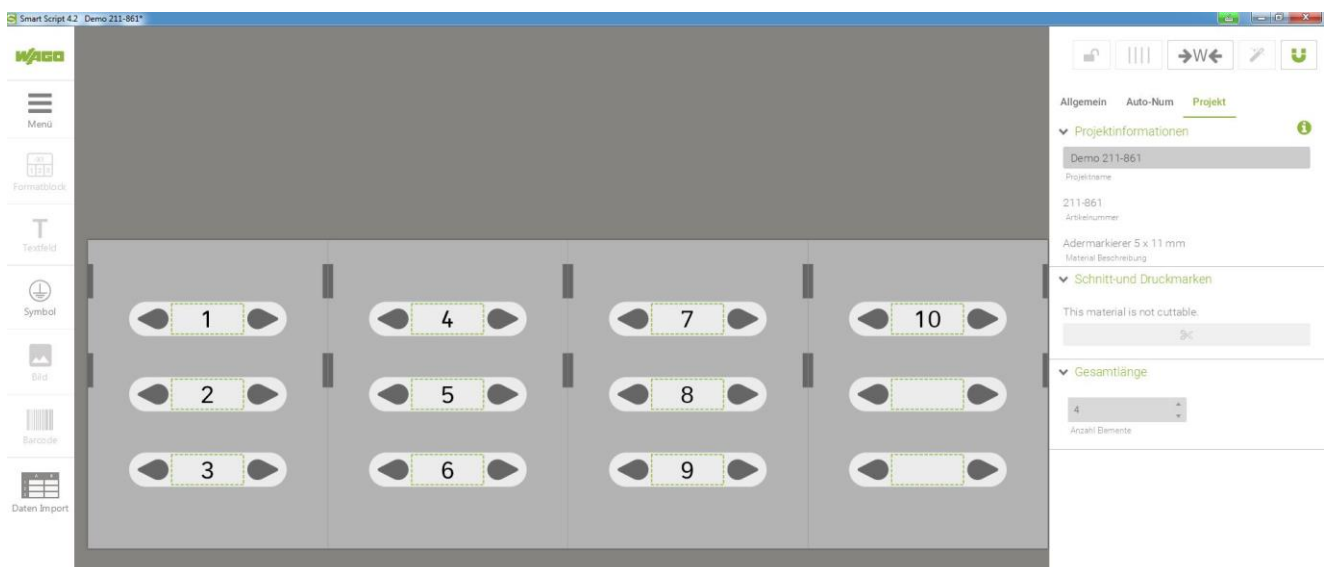 Smart Script 4.2 Demo 211-861*
WAGO
Menü
Formatblock
Textfeld
Symbol
Bild
Barcode
Daten Import
1 4 7 10
2 5 8
3 6 9
→W←
Allgemein Auto-Num Projekt
Projektinformationen
Demo 211-861
Projektname
211-861
Artikelnummer
Adermarkierer 5 x 11 mm
Material Beschreibung
Schnitt-und Druckmarken
This material is not cuttable.
Gesamtlänge
4
Anzahl Elemente